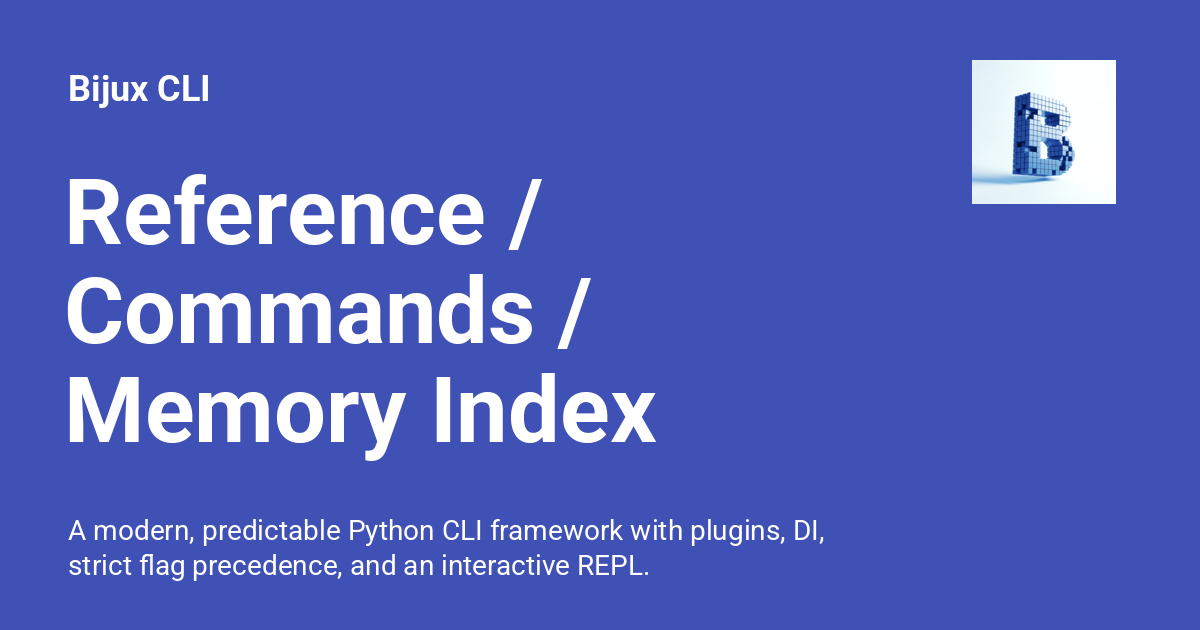 Bijux CLI
Reference /
Commands /
Memory Index
A modern, predictable Python CLI framework with plugins, DI,
strict flag precedence, and an interactive REPL.
B